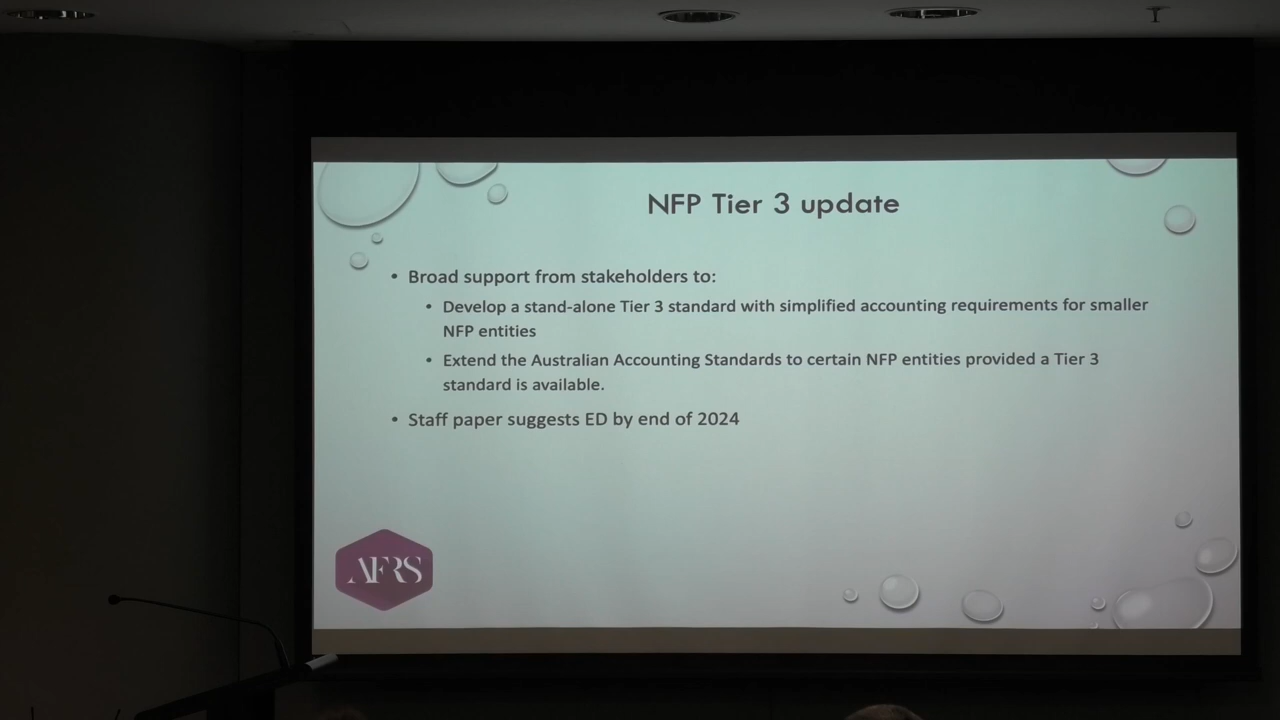 NFP Tier 3 update
• Broad support from stakeholders to:
• Develop a stand-alone Tier 3 standard with simplified accounting requirements for smaller
NFP entities
• Extend the Australian Accounting Standards to certain NFP entities provided a Tier 3
standard is available.
• Staff paper suggests ED by end of 2024
AFRS